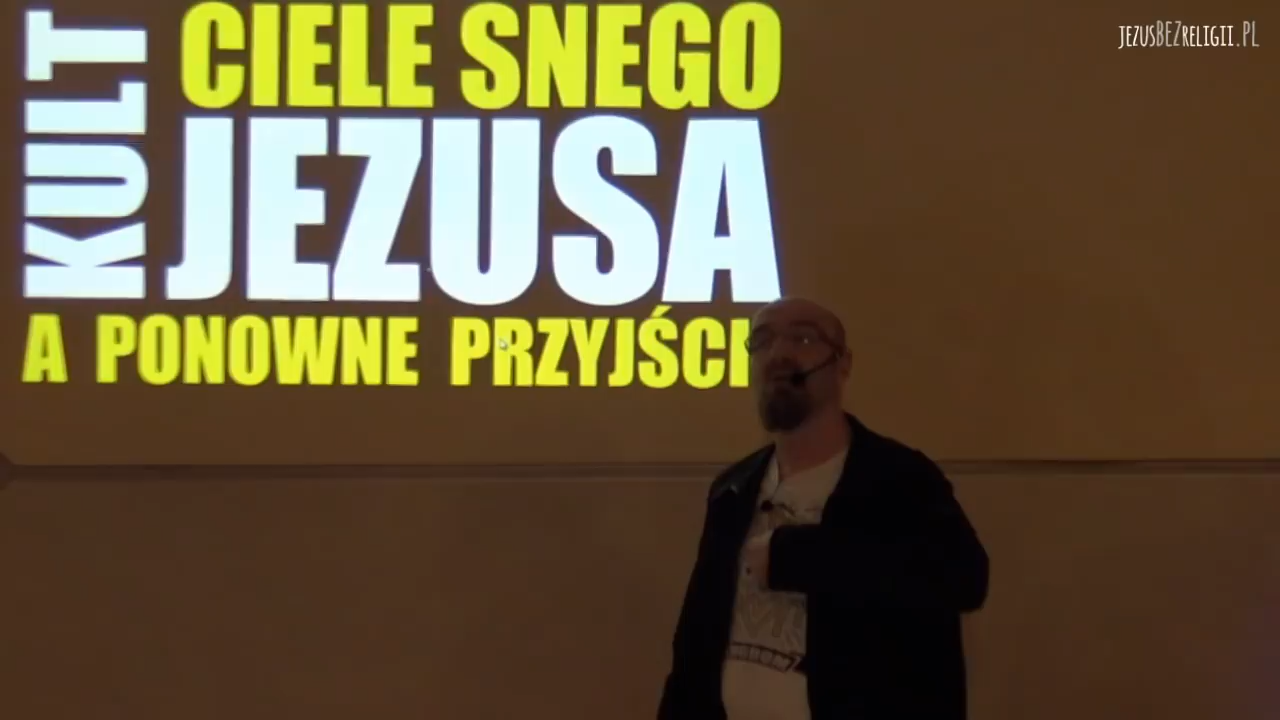 KULT
CIELE SNEGO
JEZUSA
A PONOWNE PRZYJŚCI
JEZUSBEZRELIGII.PL